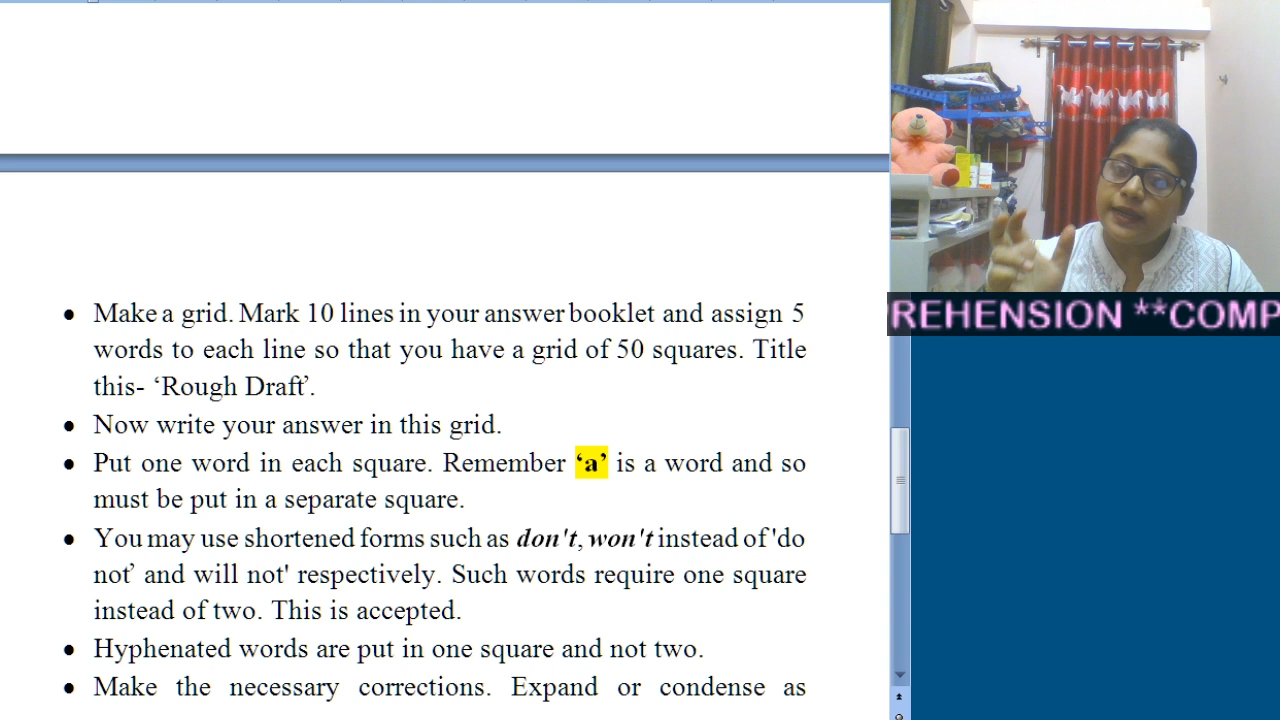 Make a grid. Mark 10 lines in your answer booklet and assign 5
words to each line so that you have a grid of 50 squares. Title
this- ‘Rough Draft’.
Now write your answer in this grid.
Put one word in each square. Remember ‘a’ is a word and so
must be put in a separate square.
You may use shortened forms such as don't, won't instead of 'do
not’ and will not' respectively. Such words require one square
instead of two. This is accepted.
Hyphenated words are put in one square and not two.
Make the necessary corrections. Expand or condense as
REHENSION **COMP